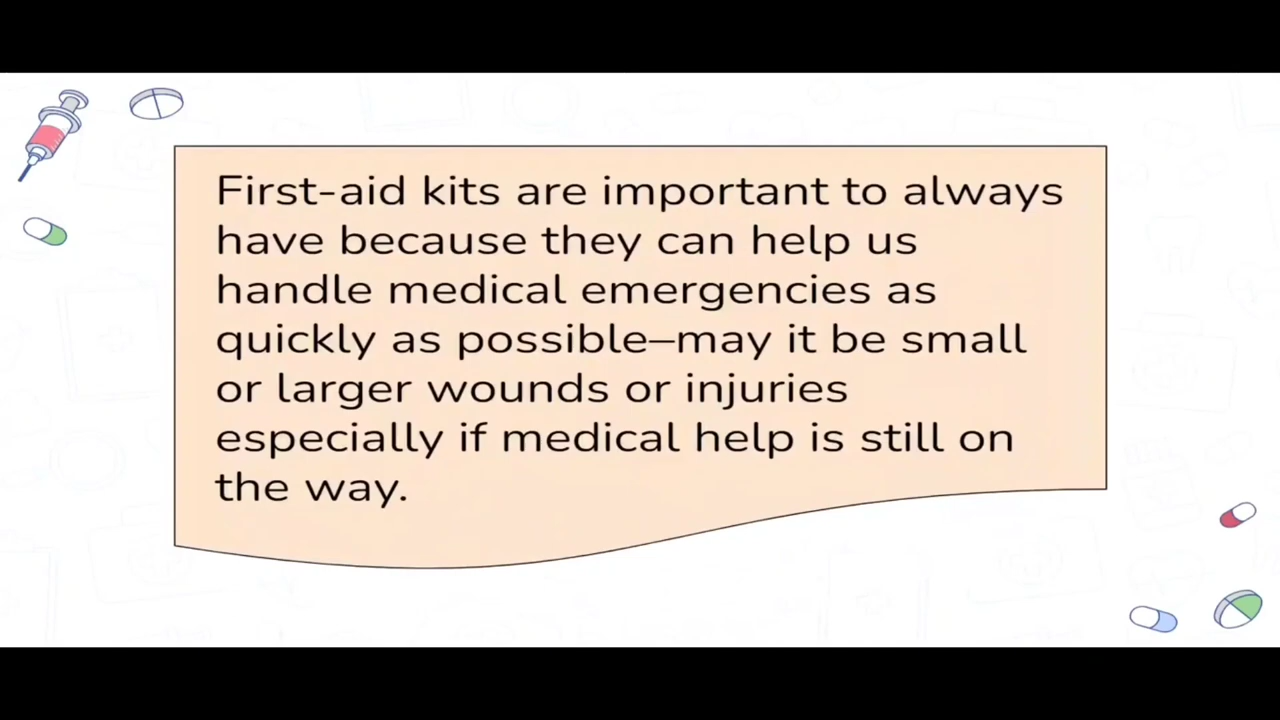 First-aid kits are important to always
have because they can help us
handle medical emergencies as
quickly as possible–may it be small
or larger wounds or injuries
especially if medical help is still on
the way.